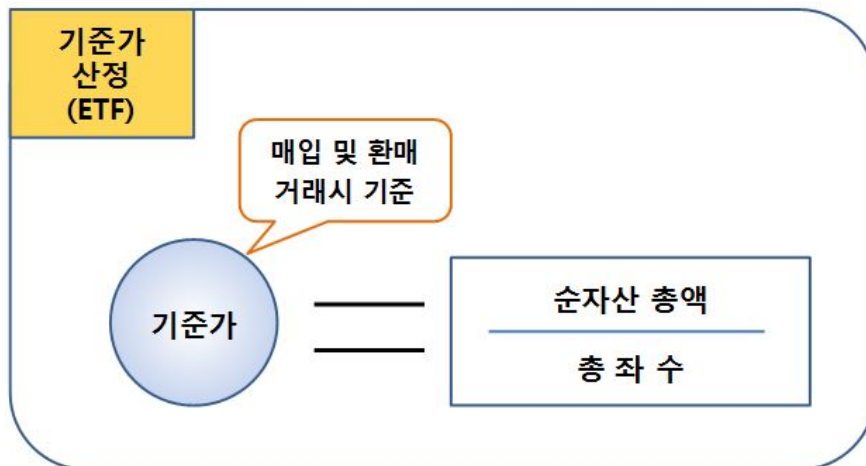 기준가
산정
(ETF)
매입 및 환매
거래시 기준
기준가
순자산 총액
총 좌 수